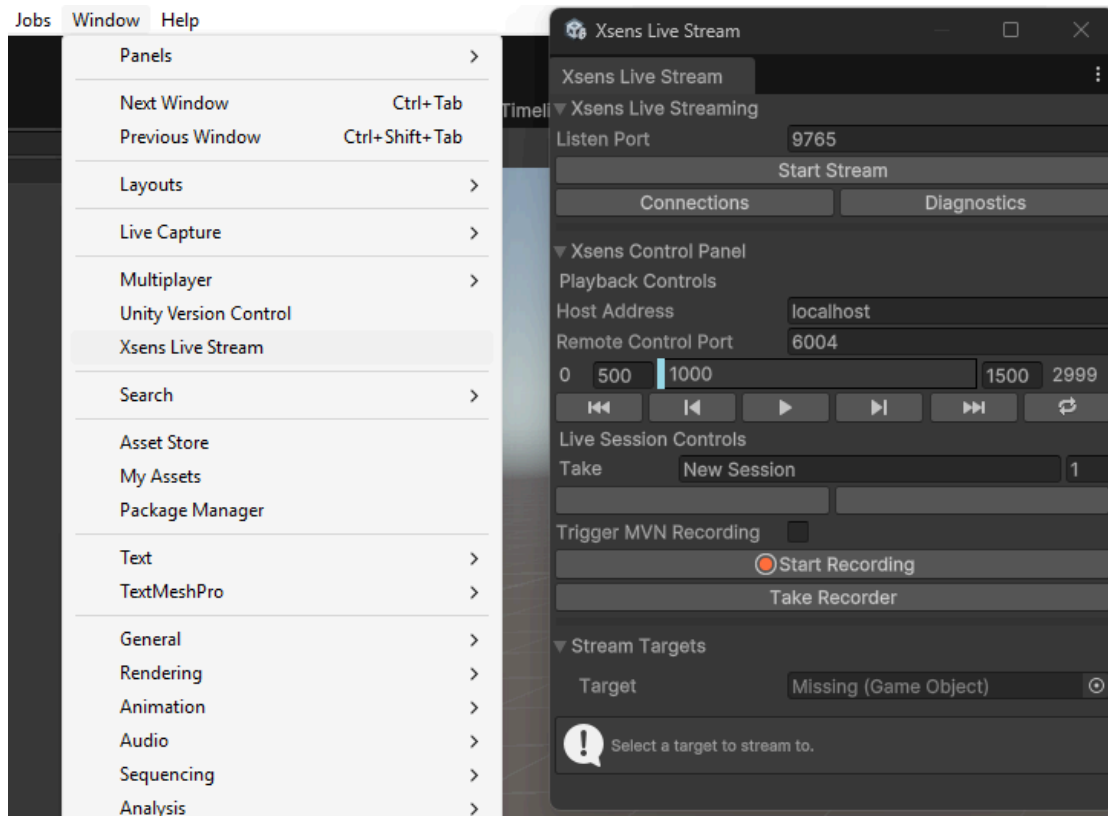 Jobs Window Help
Panels
Next Window Ctrl+Tab
Previous Window Ctrl+Shift+Tab
Layouts
Live Capture
Multiplayer
Unity Version Control
Xsens Live Stream
Search
Asset Store
My Assets
Package Manager
Text
TextMeshPro
General
Rendering
Animation
Audio
Sequencing
Analysis
Xsens Live Stream
Xsens Live Stream
Xsens Live Streaming
Listen Port 9765
Start Stream
Connections Diagnostics
Xsens Control Panel
Playback Controls
Host Address localhost
Remote Control Port 6004
0 500 1000 1500 2999
Live Session Controls
Take New Session 1
Trigger MVN Recording
Start Recording
Take Recorder
Stream Targets
Target Missing (Game Object)
Select a target to stream to.